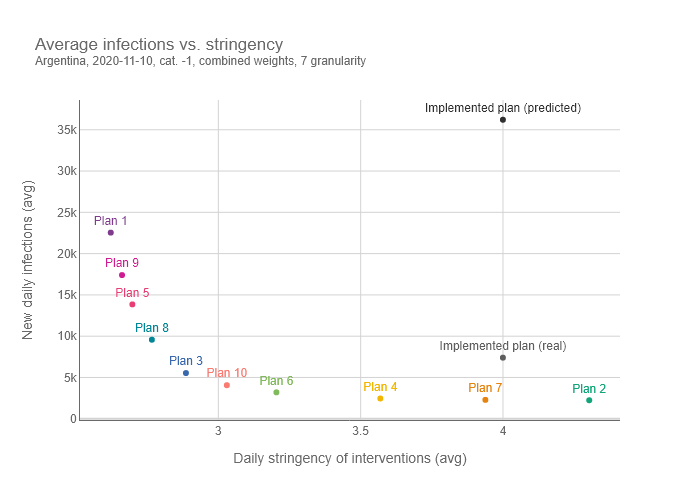 Average infections vs. stringency
Argentina, 2020-11-10, cat. -1, combined weights, 7 granularity
Implemented plan (predicted)
35k
30k
25k
Plan 1
20k
Plan 9
15k
Plan 5
10k
Plan 8
Implemented plan (real)
Plan 3
5k
Plan 10
Plan 6
Plan 4
Plan 7
Plan 2
0
3
3.5
4
New daily infections (avg)
Daily stringency of interventions (avg)